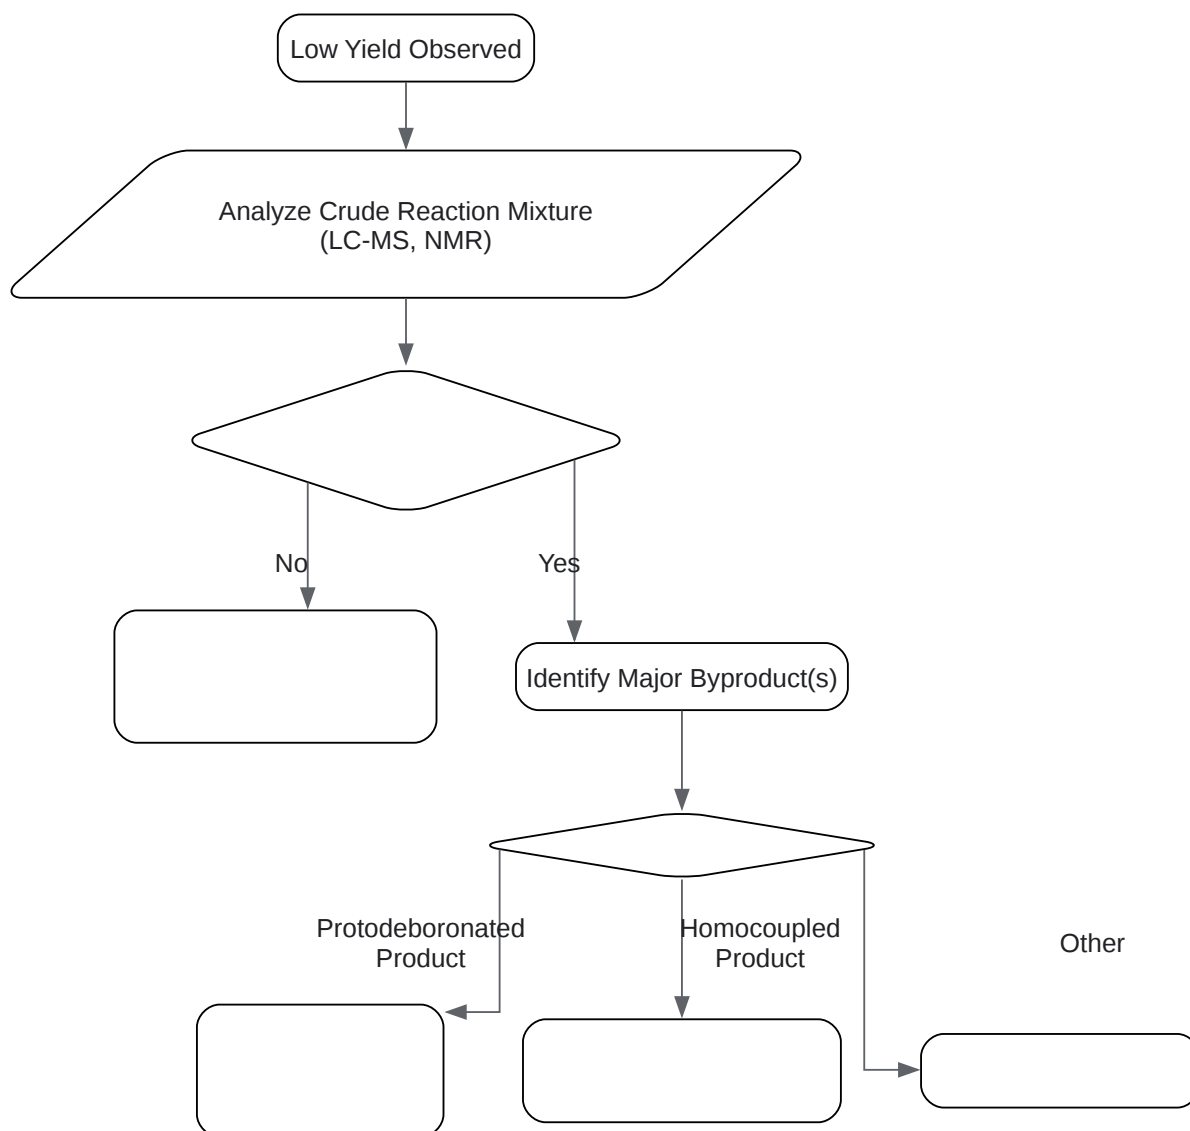 Low Yield Observed
Analyze Crude Reaction Mixture
(LC-MS, NMR)
No
Yes
Identify Major Byproduct(s)
Protodeboronated
Product
Homocoupled
Product
Other